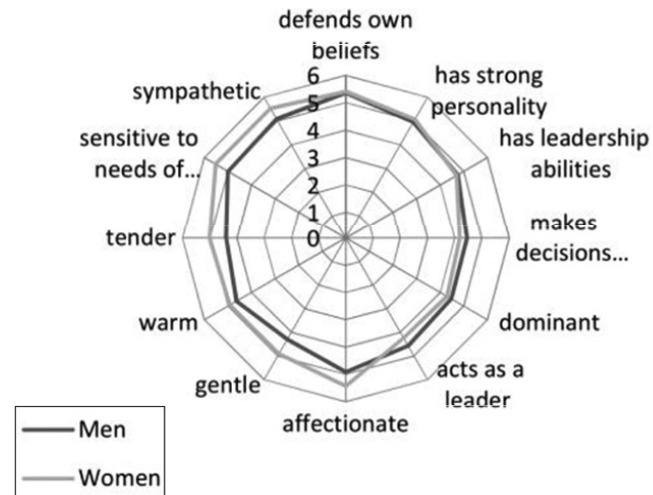 defends own
beliefs
has strong
personality
has leadership
abilities
makes
decisions...
dominant
acts as a
leader
affectionate
gentle
warm
tender
sensitive to
needs of...
sympathetic
6
5
4
3
2
1
0
Men
Women